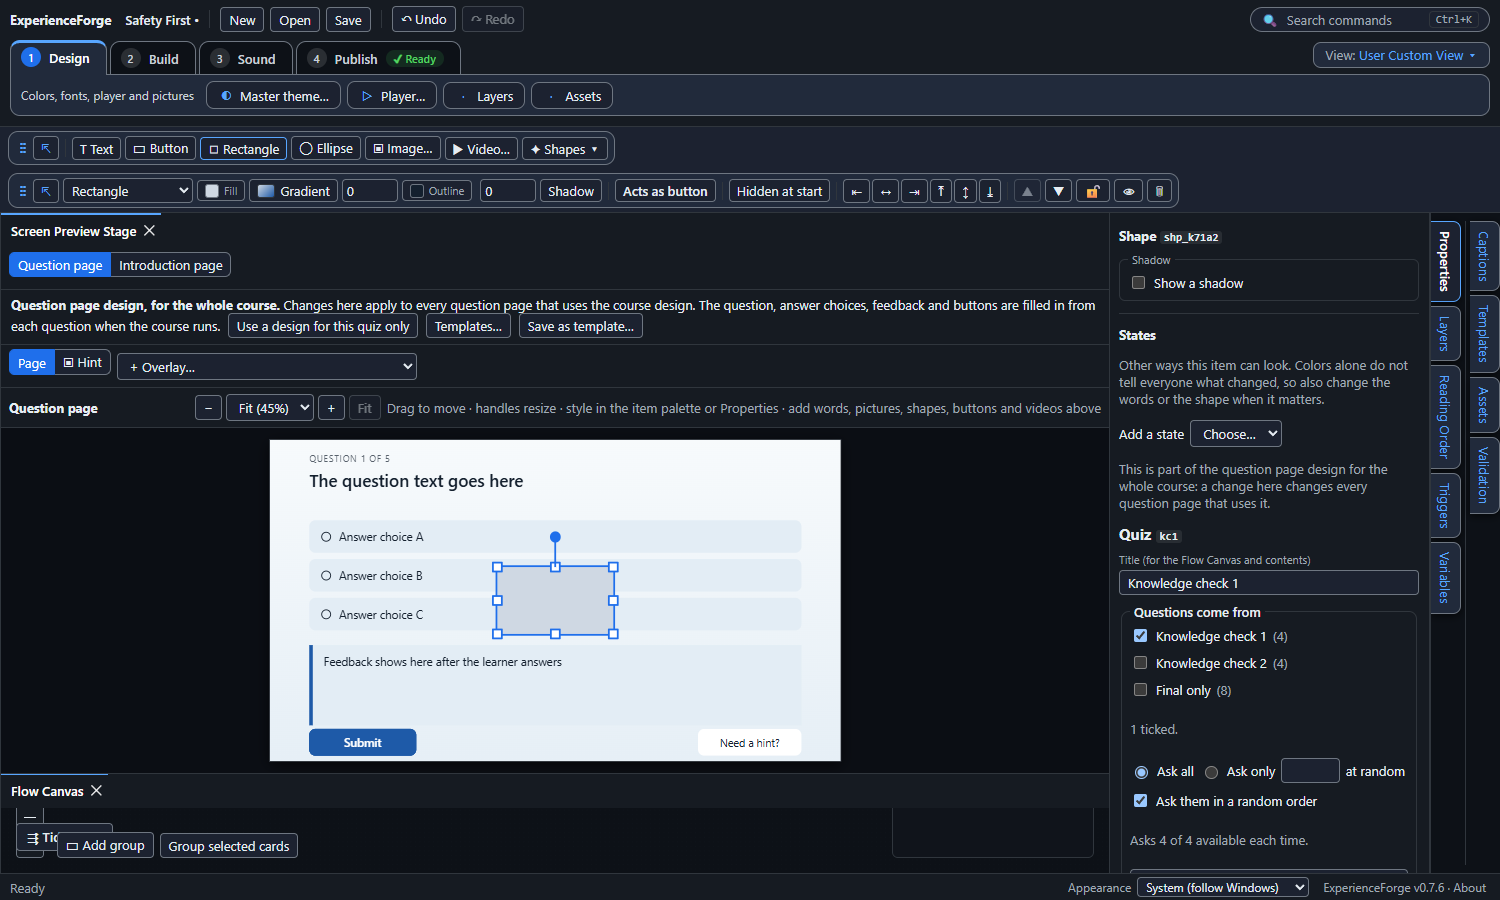 ExperienceForge Safety First • New Open Save Undo Redo Search commands Ctrl+K
1 Design 2 Build 3 Sound 4 Publish ✓ Ready View: User Custom View
Colors, fonts, player and pictures Master theme... Player... Layers Assets
T Text Button Rectangle Ellipse Image... Video... Shapes
Rectangle Fill Gradient 0 Outline 0 Shadow Acts as button Hidden at start
Screen Preview Stage
Question page Introduction page
Question page design, for the whole course. Changes here apply to every question page that uses the course design. The question, answer choices, feedback and buttons are filled in from
each question when the course runs. Use a design for this quiz only Templates... Save as template...
Page Hint + Overlay...
Question page − Fit (45%) + Fit Drag to move · handles resize · style in the item palette or Properties · add words, pictures, shapes, buttons and videos above
QUESTION 1 OF 5
The question text goes here
Answer choice A
Answer choice B
Answer choice C
Feedback shows here after the learner answers
Submit Need a hint?
Flow Canvas
Add group Group selected cards
Shape shp_k71a2
Shadow
Show a shadow
States
Other ways this item can look. Colors alone do not
tell everyone what changed, so also change the
words or the shape when it matters.
Add a state Choose...
This is part of the question page design for the
whole course: a change here changes every
question page that uses it.
Quiz kc1
Title (for the Flow Canvas and contents)
Knowledge check 1
Questions come from
Knowledge check 1 (4)
Knowledge check 2 (4)
Final only (8)
1 ticked.
Ask all Ask only at random
Ask them in a random order
Asks 4 of 4 available each time.
Properties
Layers
Reading Order
Triggers
Variables
Captions
Templates
Assets
Validation
Ready Appearance System (follow Windows) ExperienceForge v0.7.6 · About